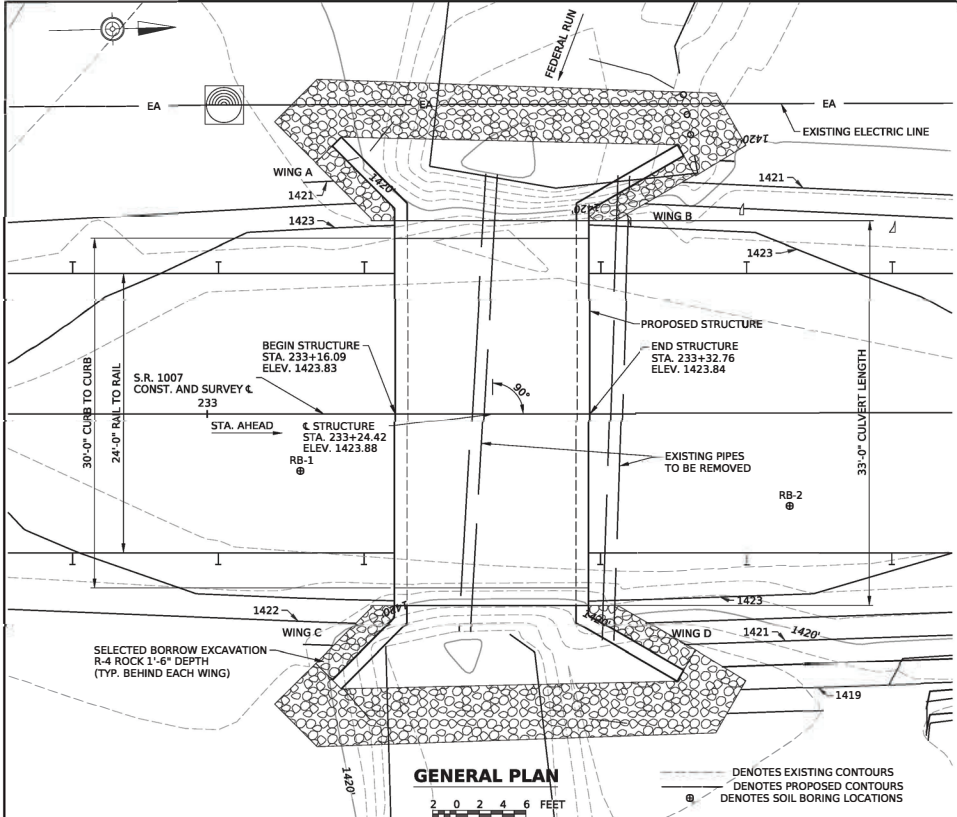 FEDERAL RUN
EA
EA
EA
EXISTING ELECTRIC LINE
1420'
WING A
1421
1420'
1421
1423
1420'
WING B
1423
PROPOSED STRUCTURE
BEGIN STRUCTURE
STA. 233+16.09
ELEV. 1423.83
END STRUCTURE
STA. 233+32.76
ELEV. 1423.84
30'-0" CURB TO CURB
24'-0" RAIL TO RAIL
33'-0" CULVERT LENGTH
S.R. 1007
CONST. AND SURVEY ℄
233
90°
STA. AHEAD
℄ STRUCTURE
STA. 233+24.42
ELEV. 1423.88
RB-1
EXISTING PIPES
TO BE REMOVED
RB-2
1422
1420'
1423
WING C
1420'
WING D
1421
1420'
SELECTED BORROW EXCAVATION
R-4 ROCK 1'-6" DEPTH
(TYP. BEHIND EACH WING)
1419
1420'
GENERAL PLAN
2 0 2 4 6 FEET
DENOTES EXISTING CONTOURS
DENOTES PROPOSED CONTOURS
DENOTES SOIL BORING LOCATIONS